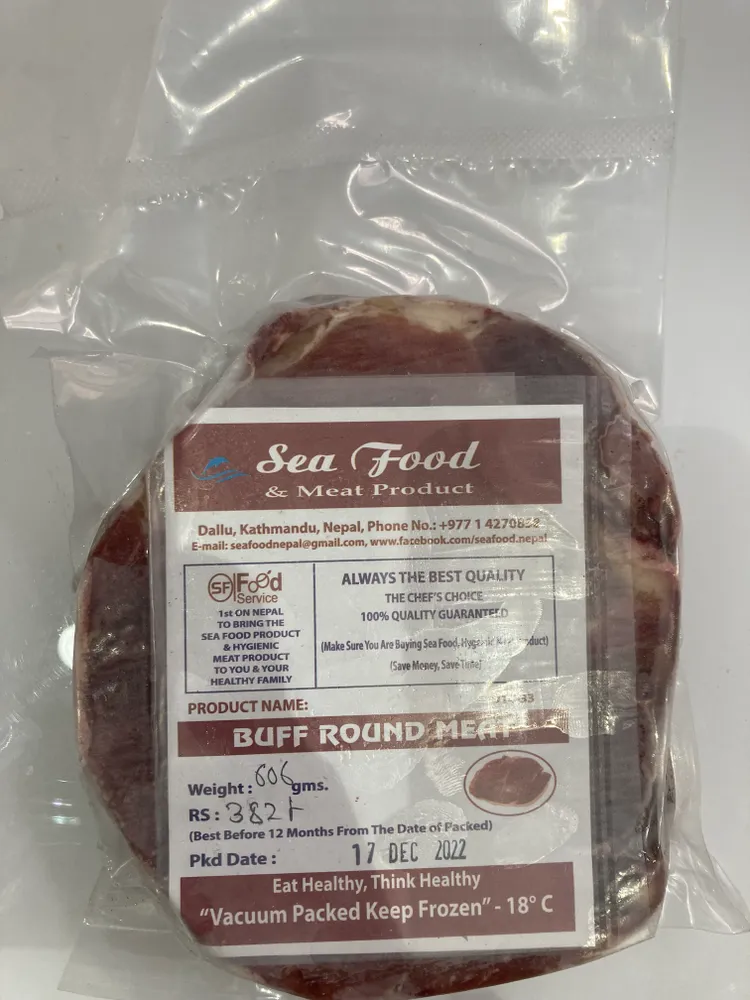 Sea Food
& Meat Product
Dallu, Kathmandu, Nepal, Phone No.: +977 1 4270832
E-mail: seafoodnepal@gmail.com, www.facebook.com/seafood.nepal
SF Food
Service
1st ON NEPAL
TO BRING THE
SEA FOOD PRODUCT
& HYGIENIC
MEAT PRODUCT
TO YOU & YOUR
HEALTHY FAMILY
ALWAYS THE BEST QUALITY
THE CHEF'S CHOICE
100% QUALITY GUARANTEED
(Make Sure You Are Buying Sea Food, Hygenic Meat Product)
(Save Money, Save Time)
PRODUCT NAME:
BUFF ROUND MEAT
Weight : 606 gms.
RS : 382/-
(Best Before 12 Months From The Date of Packed)
Pkd Date : 17 DEC 2022
Eat Healthy, Think Healthy
"Vacuum Packed Keep Frozen" - 18° C